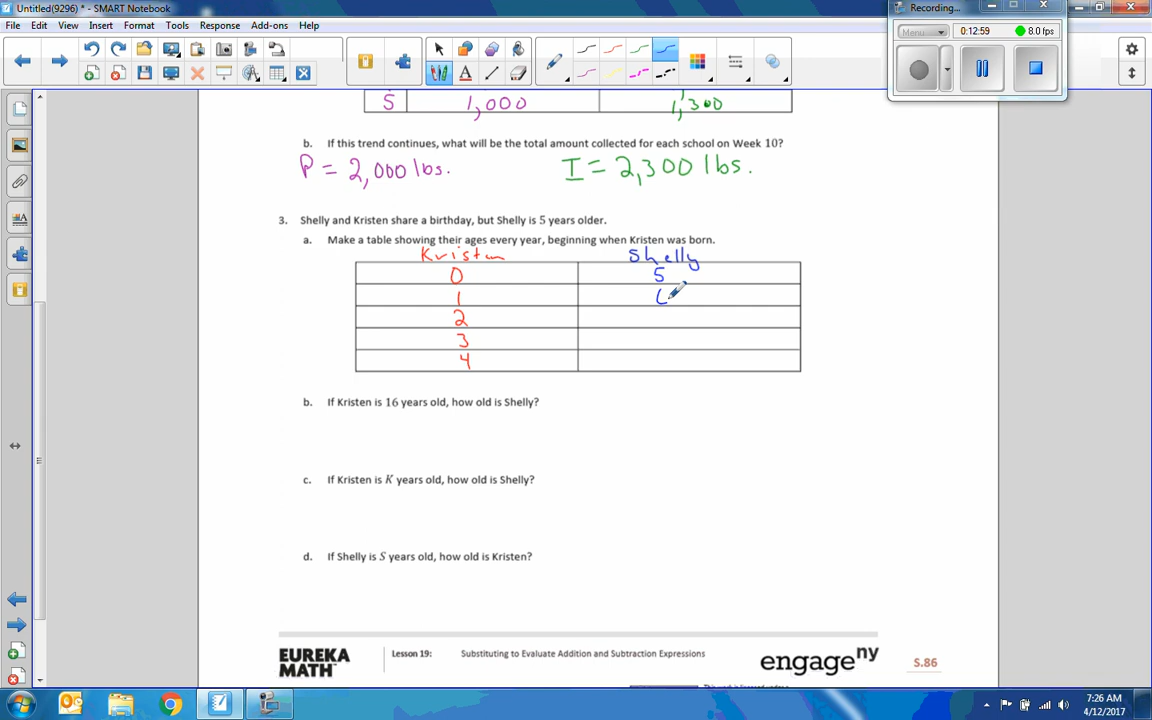 Untitled(9296) * - SMART Notebook
Recording...
File Edit View Insert Format Tools Response Add-ons Help
Menu 0:12:59 8.0 fps
5 1,000 1,300
b. If this trend continues, what will be the total amount collected for each school on Week 10?
P = 2,000 lbs. I = 2,300 lbs.
3. Shelly and Kristen share a birthday, but Shelly is 5 years older.
a. Make a table showing their ages every year, beginning when Kristen was born.
Kristen Shelly
0 5
1
2
3
4
b. If Kristen is 16 years old, how old is Shelly?
c. If Kristen is K years old, how old is Shelly?
d. If Shelly is S years old, how old is Kristen?
EUREKA MATH
Lesson 19: Substituting to Evaluate Addition and Subtraction Expressions
engageny
S.86
7:26 AM
4/12/2017